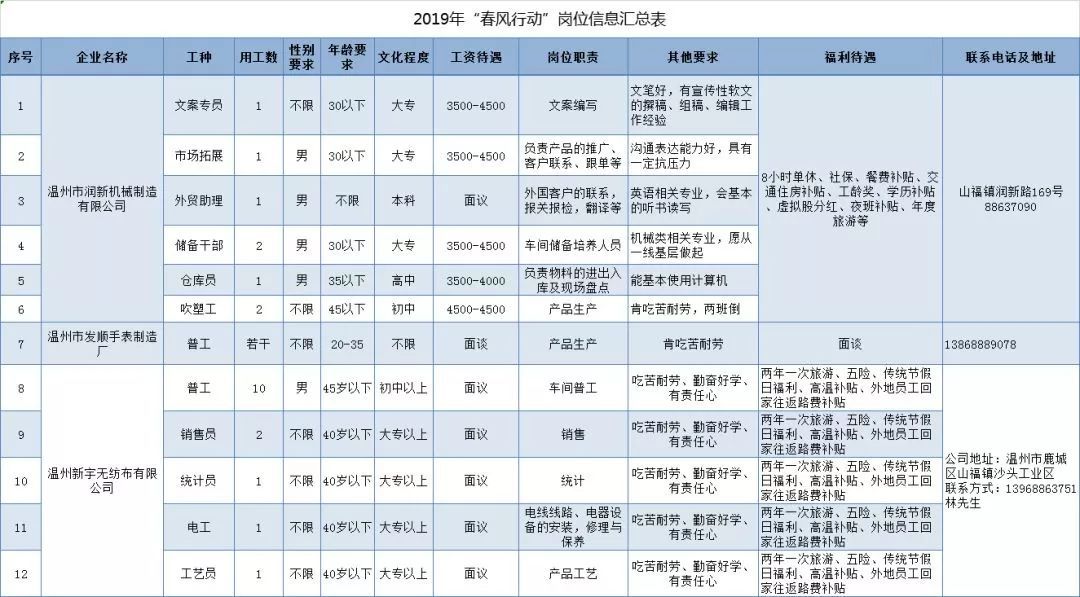 2019年“春风行动”岗位信息汇总表
序号 企业名称 工种 用工数 性别要求 年龄要求 文化程度 工资待遇 岗位职责 其他要求 福利待遇 联系电话及地址
1 温州市润新机械制造有限公司 文案专员 1 不限 30以下 大专 3500-4500 文案编写 文笔好，有宣传性软文的撰稿、组稿、编辑工作经验 8小时单休、社保、餐费补贴、交通住房补贴、工龄奖、学历补贴、虚拟股分红、夜班补贴、年度旅游等 山福镇润新路169号 88637090
2 市场拓展 1 男 30以下 大专 3500-4500 负责产品的推广、客户联系、跟单等 沟通表达能力好，具有一定抗压力
3 外贸助理 1 男 不限 本科 面议 外国客户的联系，报关报检，翻译等 英语相关专业，会基本的听书读写
4 储备干部 2 男 30以下 大专 3500-4500 车间储备培养人员 机械类相关专业，愿从一线基层做起
5 仓库员 1 男 35以下 高中 3500-4000 负责物料的进出入库及现场盘点 能基本使用计算机
6 吹塑工 2 不限 45以下 初中 4500-4500 产品生产 肯吃苦耐劳，两班倒
7 温州市发顺手表制造厂 普工 若干 不限 20-35 不限 面谈 产品生产 肯吃苦耐劳 面谈 13868889078
8 温州新宇无纺布有限公司 普工 10 男 45岁以下 初中以上 面议 车间普工 吃苦耐劳、勤奋好学、有责任心 两年一次旅游、五险、传统节假日福利、高温补贴、外地员工回家往返路费补贴 公司地址：温州市鹿城区山福镇沙头工业区 联系方式：13968863751 林先生
9 销售员 2 不限 40岁以下 大专以上 面议 销售 吃苦耐劳、勤奋好学、有责任心 两年一次旅游、五险、传统节假日福利、高温补贴、外地员工回家往返路费补贴
10 统计员 1 不限 40岁以下 大专以上 面议 统计 吃苦耐劳、勤奋好学、有责任心 两年一次旅游、五险、传统节假日福利、高温补贴、外地员工回家往返路费补贴
11 电工 1 不限 40岁以下 大专以上 面议 电线线路、电器设备的安装，修理与保养 吃苦耐劳、勤奋好学、有责任心 两年一次旅游、五险、传统节假日福利、高温补贴、外地员工回家往返路费补贴
12 工艺员 1 不限 40岁以下 大专以上 面议 产品工艺 吃苦耐劳、勤奋好学、有责任心 两年一次旅游、五险、传统节假日福利、高温补贴、外地员工回家往返路费补贴